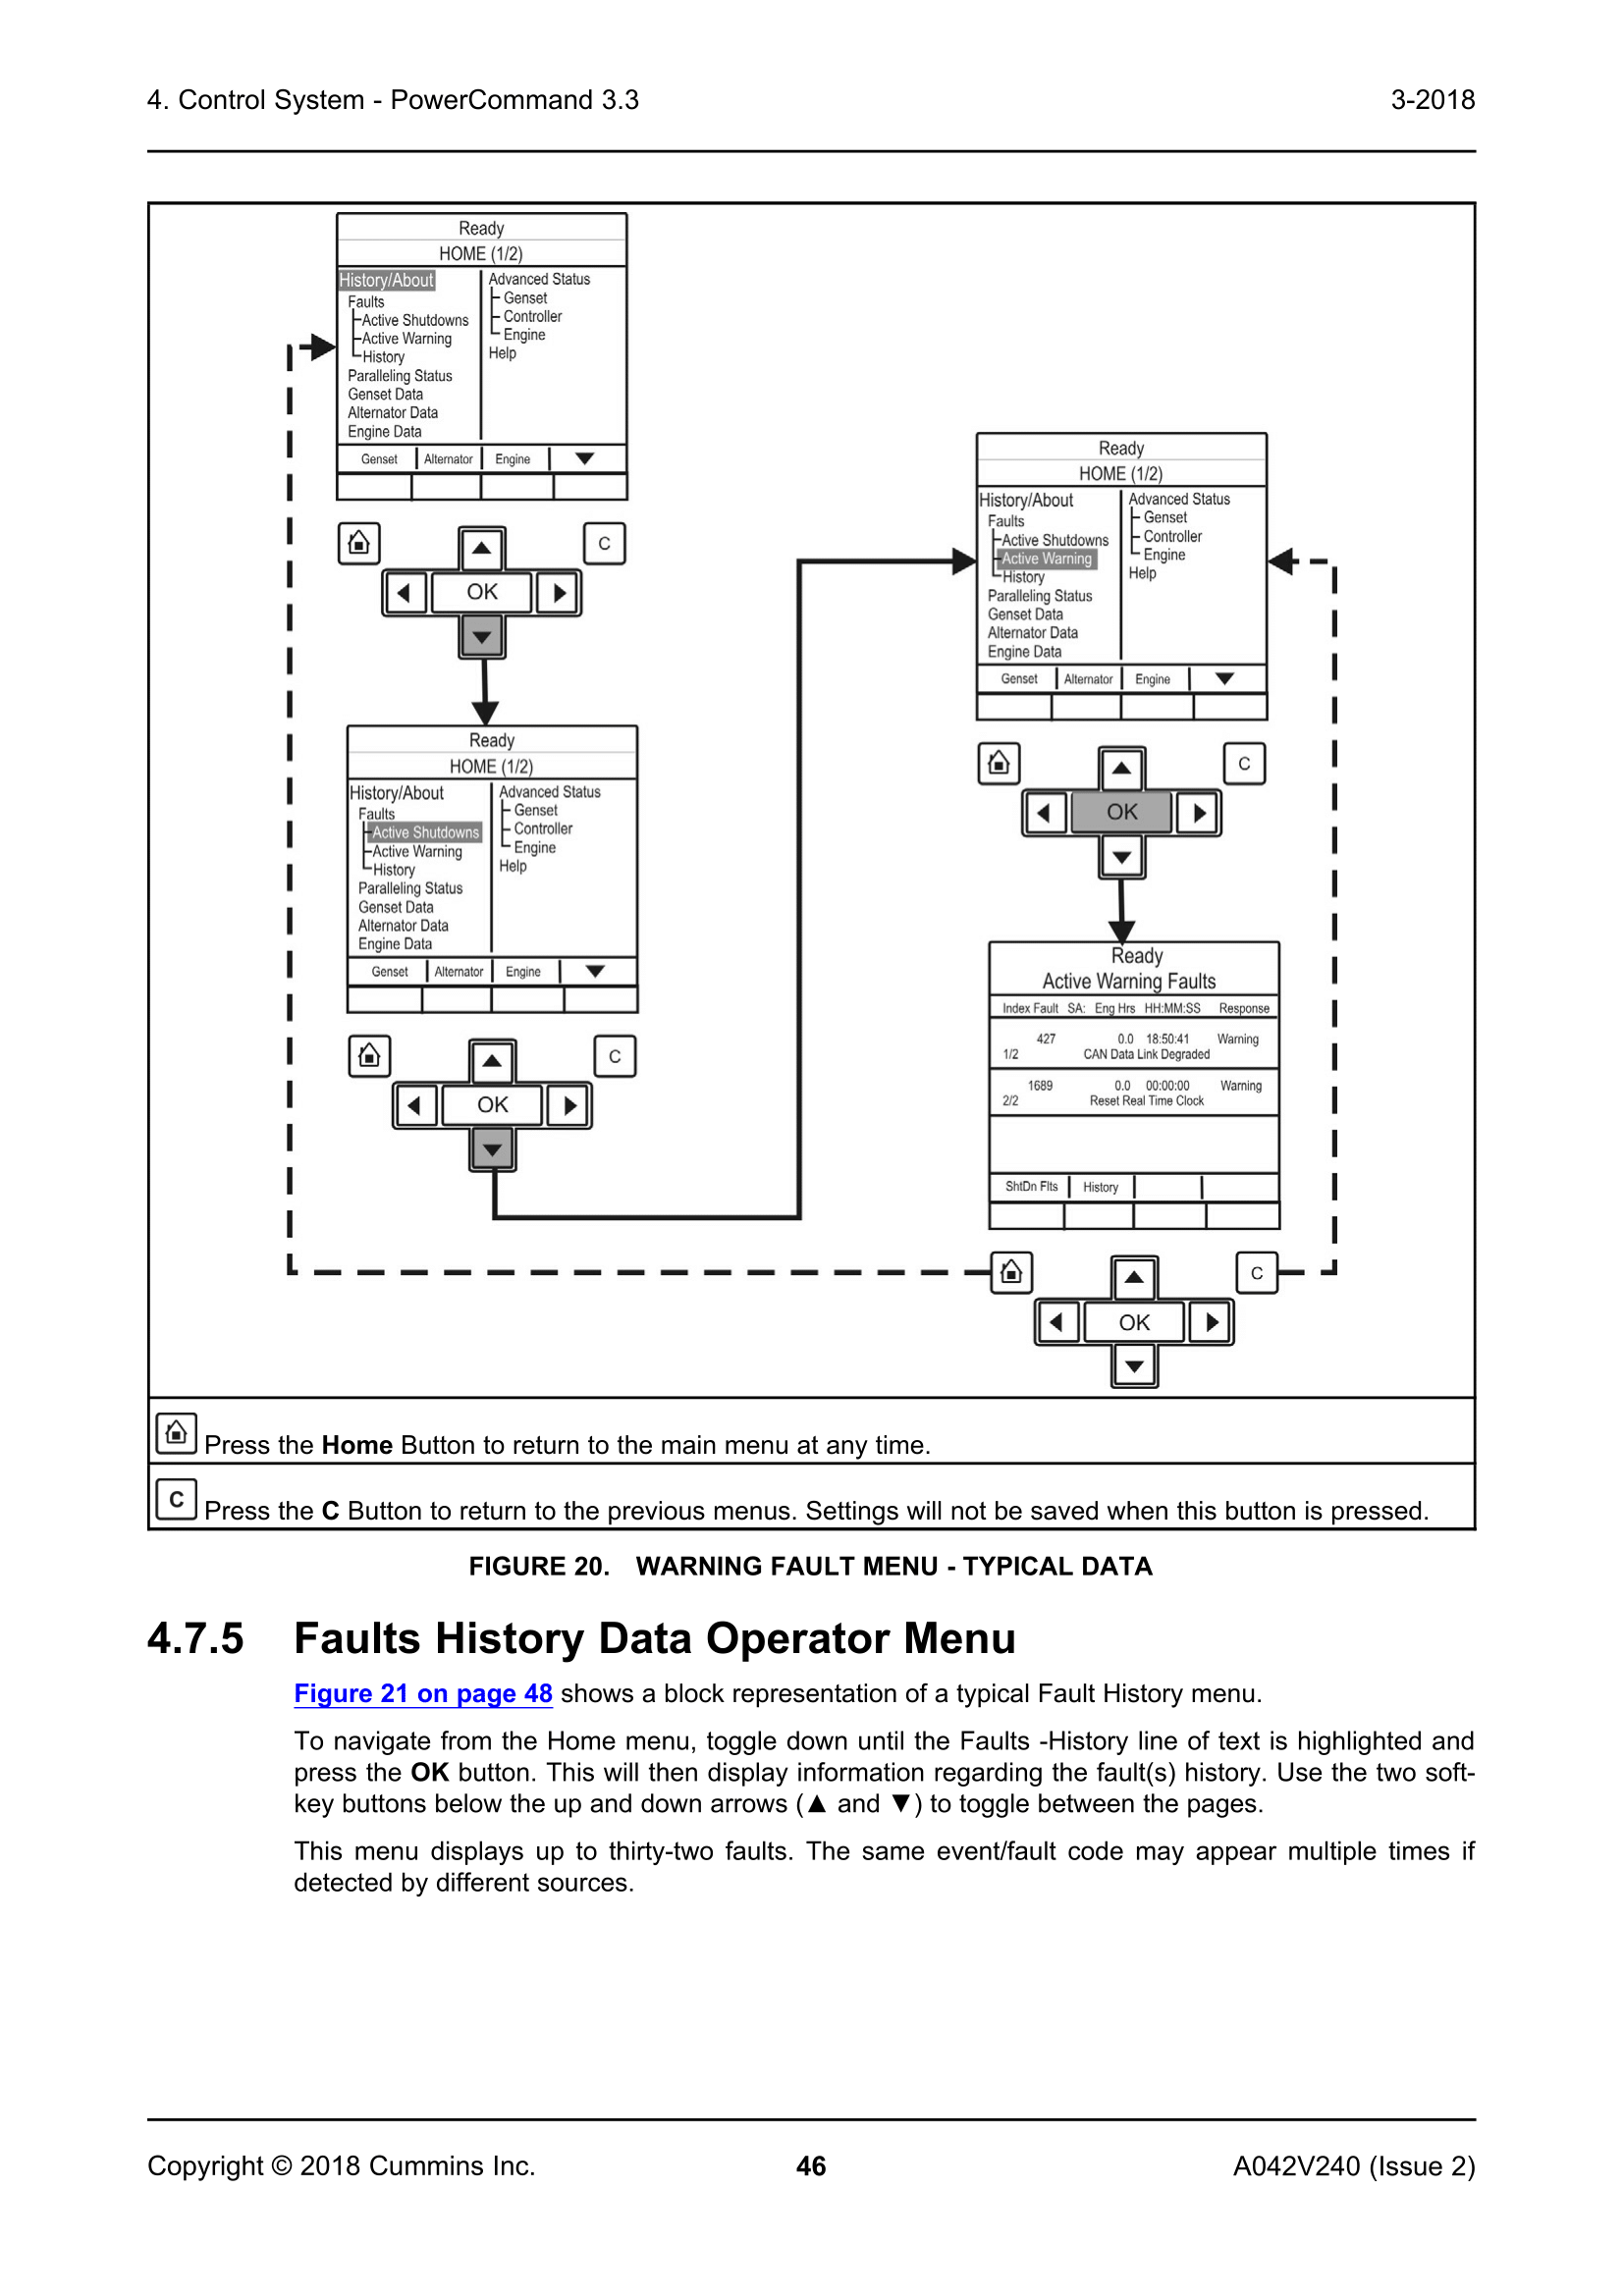 4. Control System - PowerCommand 3.3 3-2018
Ready
HOME (1/2)
History/About
Faults
Active Shutdowns
Active Warning
History
Paralleling Status
Genset Data
Alternator Data
Engine Data
Advanced Status
Genset
Controller
Engine
Help
Genset Alternator Engine ▼
C
OK
Ready
HOME (1/2)
History/About
Faults
Active Shutdowns
Active Warning
History
Paralleling Status
Genset Data
Alternator Data
Engine Data
Advanced Status
Genset
Controller
Engine
Help
Genset Alternator Engine ▼
C
OK
Ready
HOME (1/2)
History/About
Faults
Active Shutdowns
Active Warning
History
Paralleling Status
Genset Data
Alternator Data
Engine Data
Advanced Status
Genset
Controller
Engine
Help
Genset Alternator Engine ▼
C
OK
Ready
Active Warning Faults
Index Fault SA: Eng Hrs HH:MM:SS Response
427 0.0 18:50:41 Warning
1/2 CAN Data Link Degraded
1689 0.0 00:00:00 Warning
2/2 Reset Real Time Clock
ShtDn Flts History
C
OK
Press the Home Button to return to the main menu at any time.
C Press the C Button to return to the previous menus. Settings will not be saved when this button is pressed.
FIGURE 20. WARNING FAULT MENU - TYPICAL DATA
4.7.5 Faults History Data Operator Menu
Figure 21 on page 48 shows a block representation of a typical Fault History menu.
To navigate from the Home menu, toggle down until the Faults -History line of text is highlighted and
press the OK button. This will then display information regarding the fault(s) history. Use the two soft-
key buttons below the up and down arrows (▲ and ▼) to toggle between the pages.
This menu displays up to thirty-two faults. The same event/fault code may appear multiple times if
detected by different sources.
Copyright © 2018 Cummins Inc. 46 A042V240 (Issue 2)